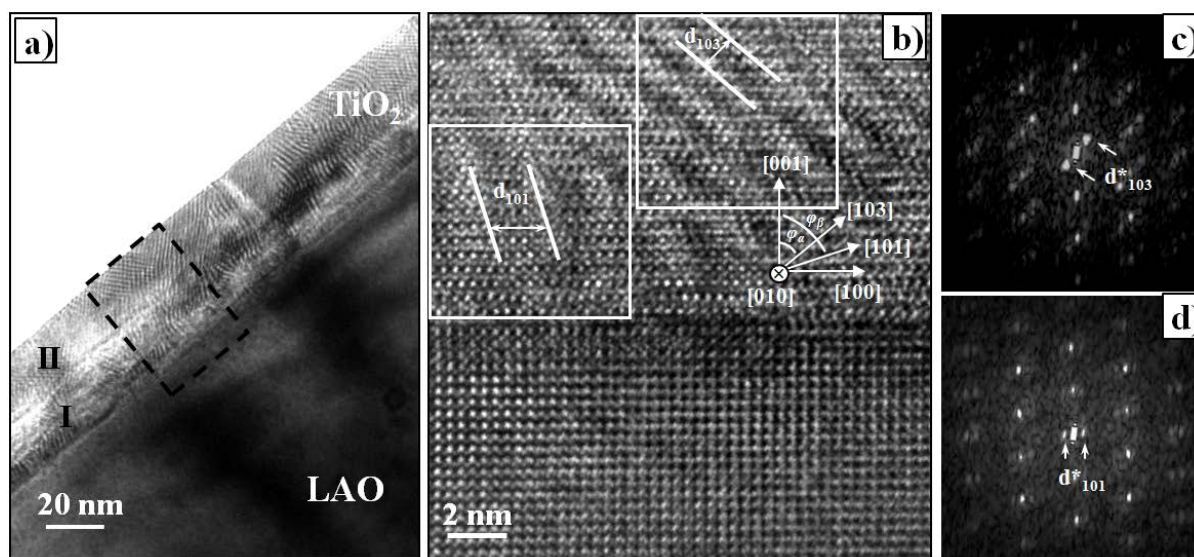 a)
TiO2
II
I
LAO
20 nm
b)
d103
d101
[001]
φβ
[103]
φα
[101]
[010]
[100]
2 nm
c)
d*103
d)
d*101